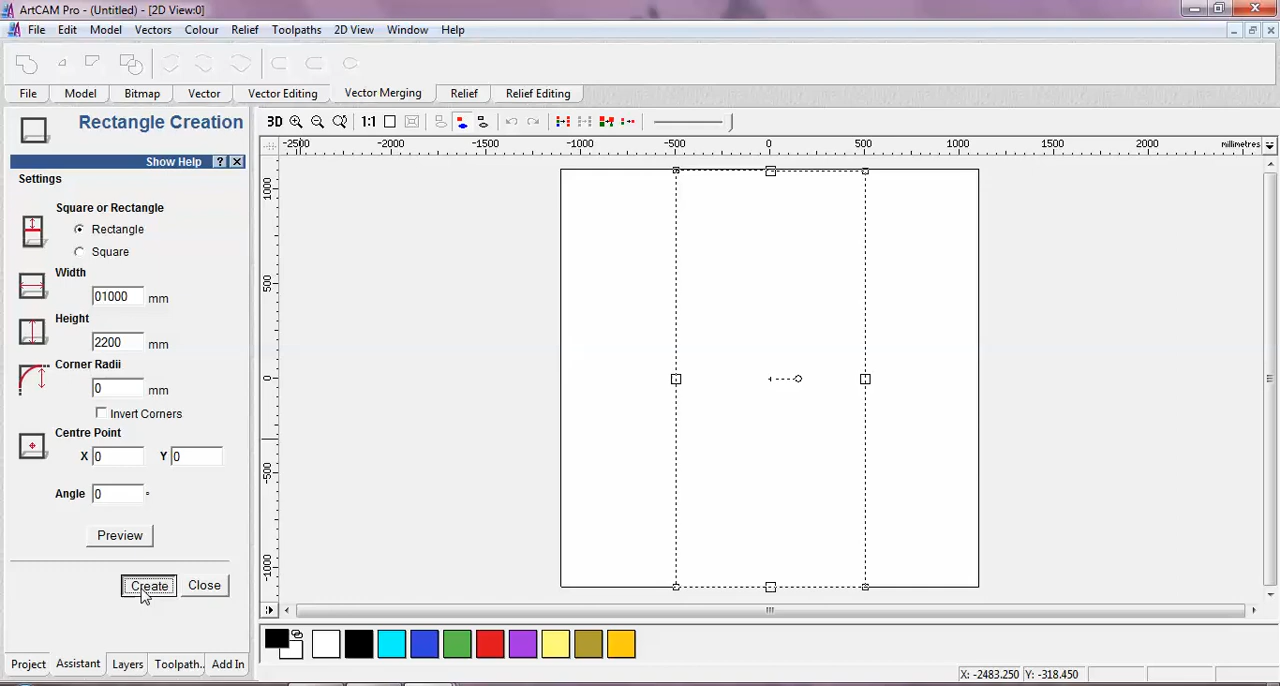 ArtCAM Pro - (Untitled) - [2D View:0]
File Edit Model Vectors Colour Relief Toolpaths 2D View Window Help
File Model Bitmap Vector Vector Editing Vector Merging Relief Relief Editing
Rectangle Creation
3D 1:1
Show Help ?
-2500 -2000 -1500 -1000 -500 0 500 1000 1500 2000 millimetres
Settings
1000
Square or Rectangle
Rectangle
Square
Width
500
01000 mm
Height
2200 mm
Corner Radii
0
0 mm
Invert Corners
Centre Point
X 0 Y 0
-500
Angle 0 °
Preview
-1000
Create Close
Project Assistant Layers Toolpath.. Add In
X: -2483.250 Y: -318.450